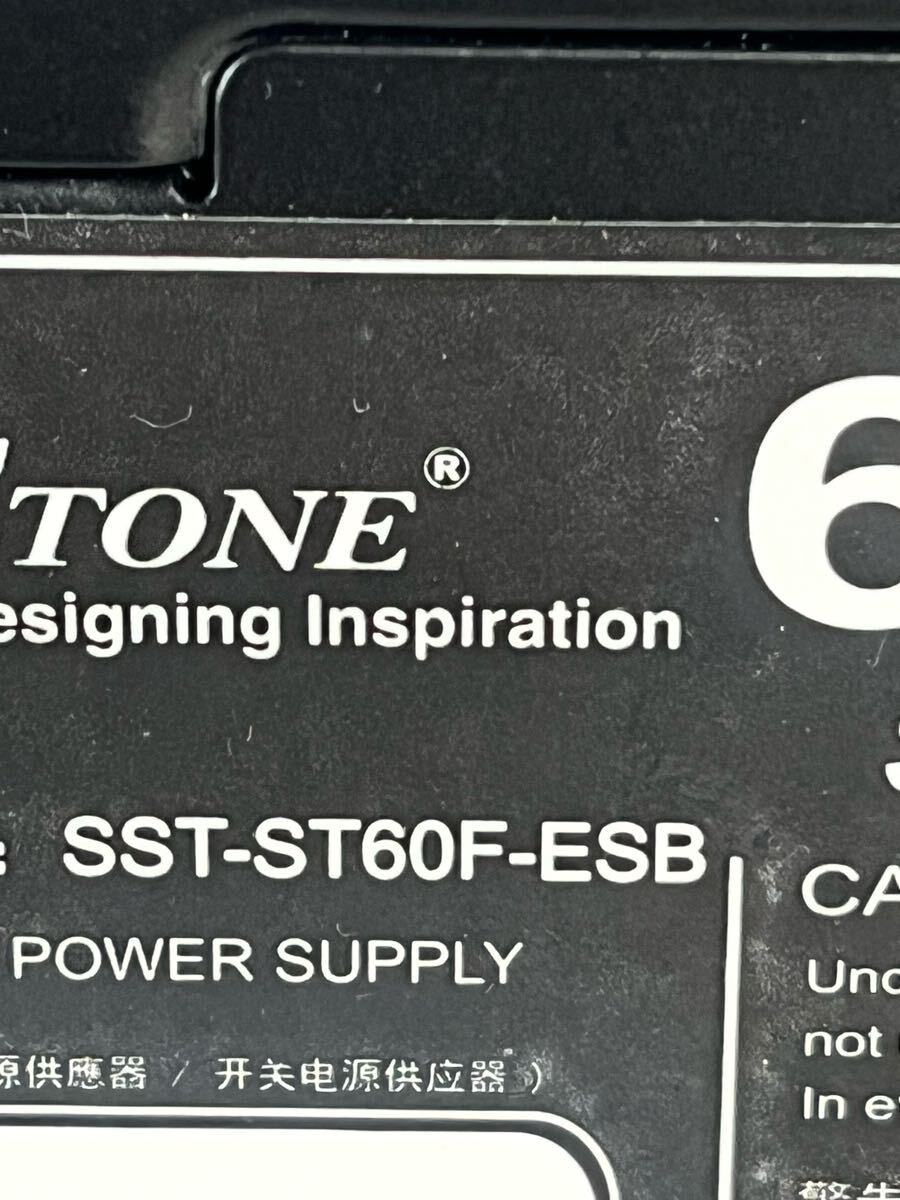 TONE®
esigning Inspiration
6
: SST-ST60F-ESB
POWER SUPPLY
CA
Und
not
In e
源供應器 / 开关电源供应器 )